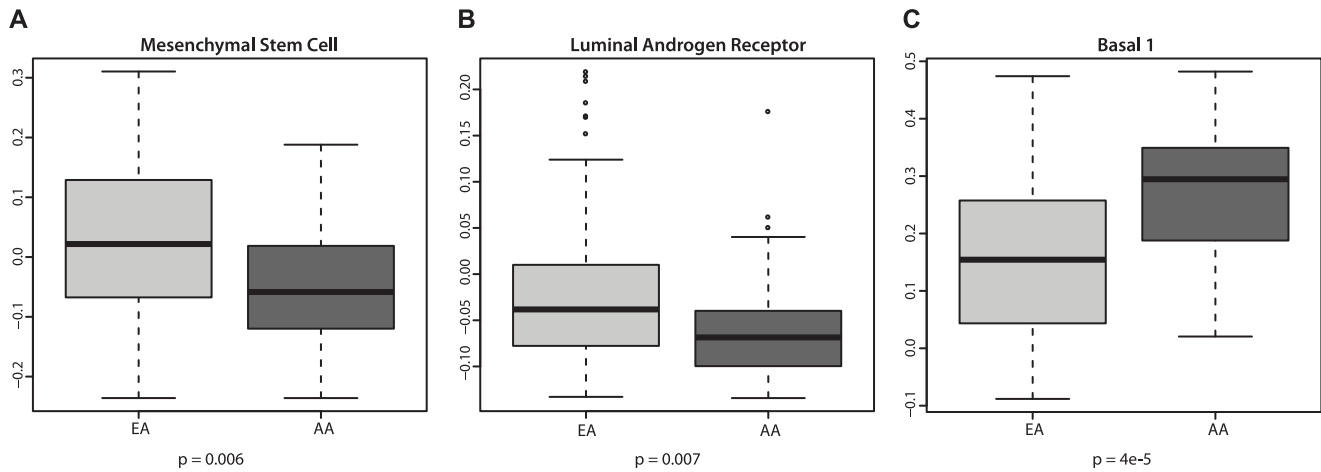 A
Mesenchymal Stem Cell
0.3
0.2
0.1
0.0
−0.1
−0.2
EA AA
p = 0.006
B
Luminal Androgen Receptor
0.20
0.15
0.10
0.05
0.00
−0.05
−0.10
EA AA
p = 0.007
C
Basal 1
0.5
0.4
0.3
0.2
0.1
0.0
−0.1
EA AA
p = 4e-5